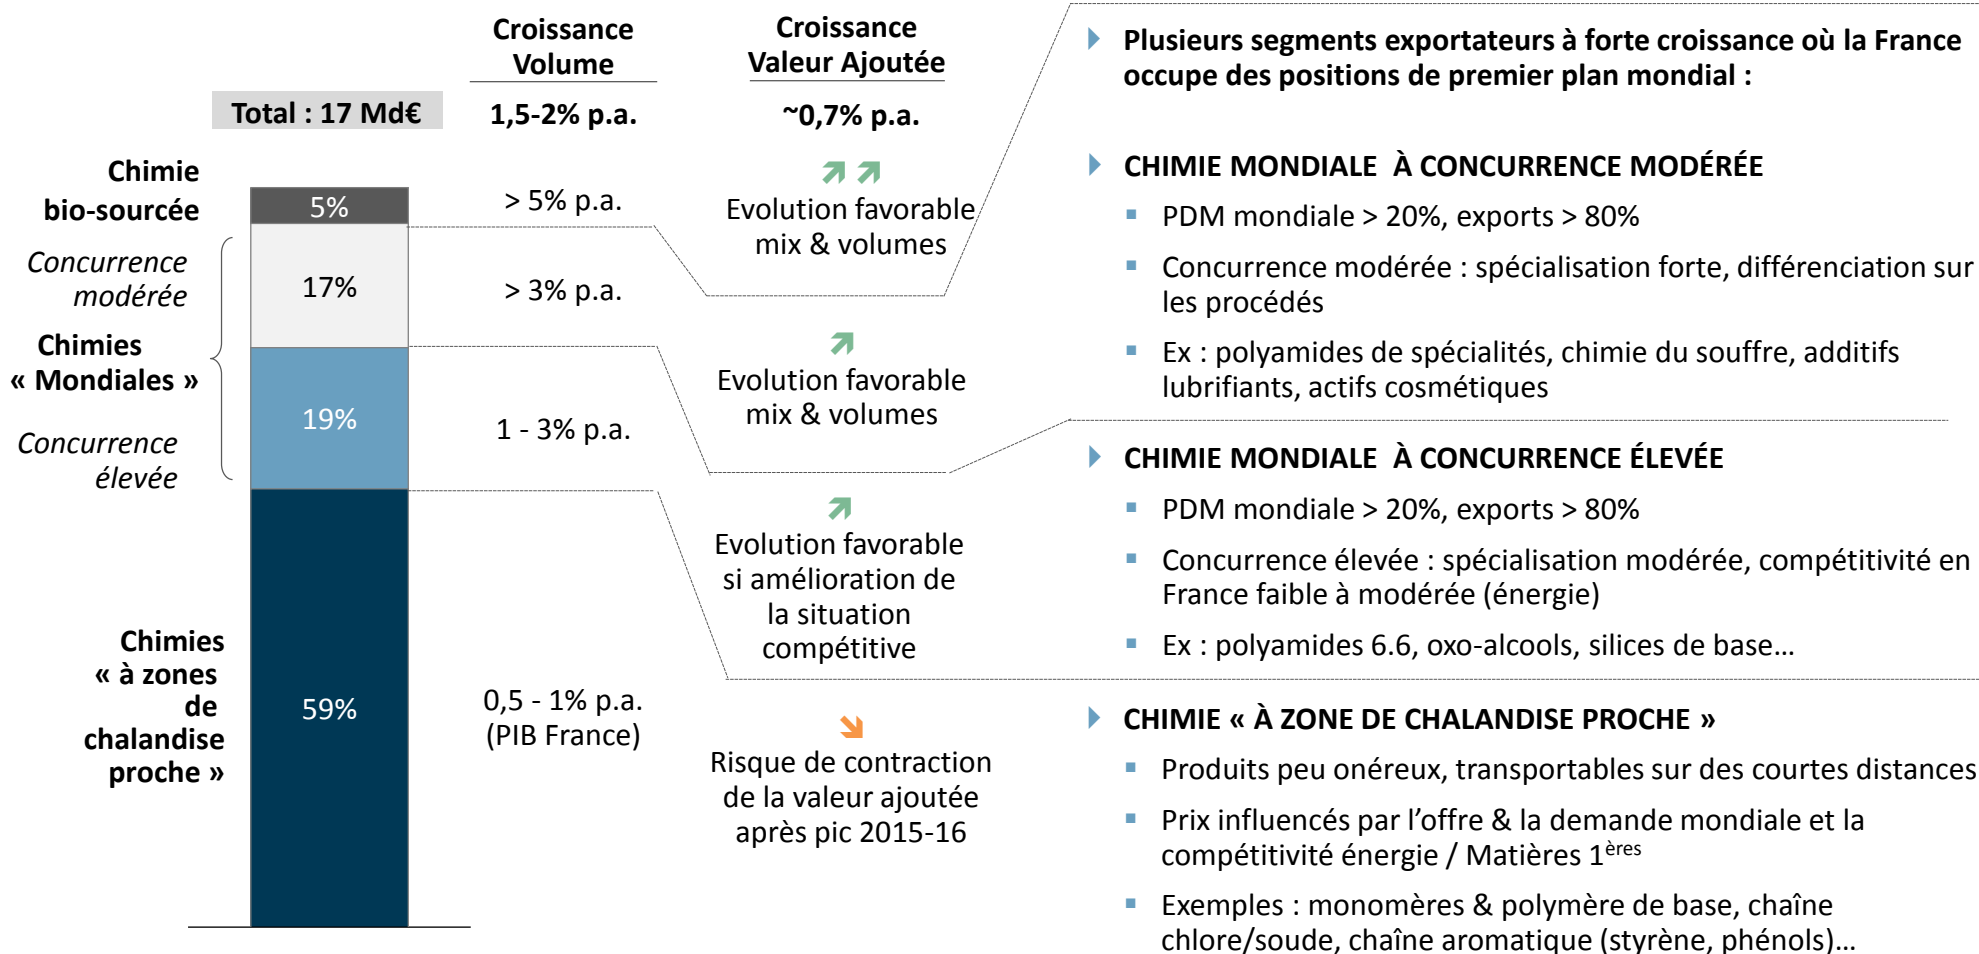 Croissance
Volume
1,5-2% p.a.
Croissance
Valeur Ajoutée
~0,7% p.a.
Total : 17 Md€
Chimie
bio-sourcée
5%
> 5% p.a.
Evolution favorable
mix & volumes
Concurrence
modérée
17%
> 3% p.a.
Evolution favorable
mix & volumes
Chimies
« Mondiales »
Concurrence
élevée
19%
1 - 3% p.a.
Evolution favorable
si amélioration de
la situation
compétitive
Chimies
« à zones
de
chalandise
proche »
59%
0,5 - 1% p.a.
(PIB France)
Risque de contraction
de la valeur ajoutée
après pic 2015-16
Plusieurs segments exportateurs à forte croissance où la France
occupe des positions de premier plan mondial :
CHIMIE MONDIALE À CONCURRENCE MODÉRÉE
PDM mondiale > 20%, exports > 80%
Concurrence modérée : spécialisation forte, différenciation sur
les procédés
Ex : polyamides de spécialités, chimie du souffre, additifs
lubrifiants, actifs cosmétiques
CHIMIE MONDIALE À CONCURRENCE ÉLEVÉE
PDM mondiale > 20%, exports > 80%
Concurrence élevée : spécialisation modérée, compétitivité en
France faible à modérée (énergie)
Ex : polyamides 6.6, oxo-alcools, silices de base…
CHIMIE « À ZONE DE CHALANDISE PROCHE »
Produits peu onéreux, transportables sur des courtes distances
Prix influencés par l’offre & la demande mondiale et la
compétitivité énergie / Matières 1ères
Exemples : monomères & polymère de base, chaîne
chlore/soude, chaîne aromatique (styrène, phénols)…